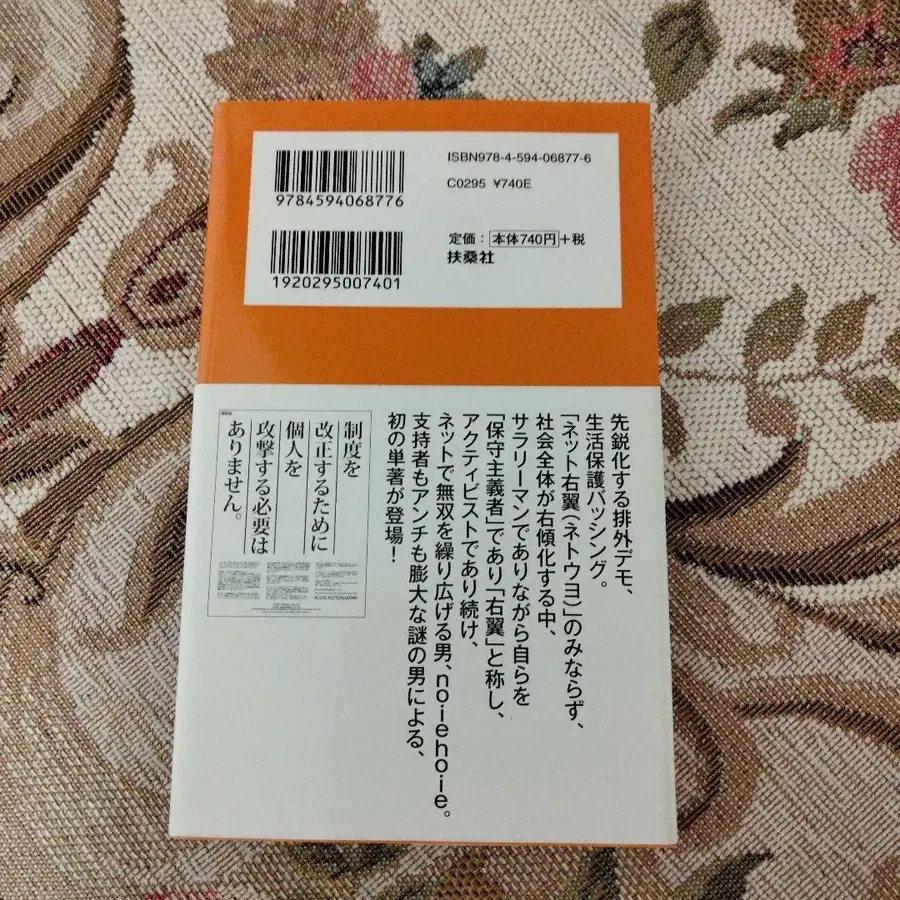 ISBN978-4-594-06877-6
C0295 ¥740E
9784594068776
定価：本体740円＋税
扶桑社
1920295007401
先鋭化する排外デモ、
生活保護バッシング。
「ネット右翼（ネトウヨ）」のみならず、
社会全体が右傾化する中、
サラリーマンでありながら自らを
「保守主義者」であり「右翼」と称し、
アクティビストであり続け、
ネットで無双を繰り広げる男、noiehoie。
支持者もアンチも膨大な謎の男による、
初の単著が登場！
制度を
改正するために
個人を
攻撃する必要は
ありません。